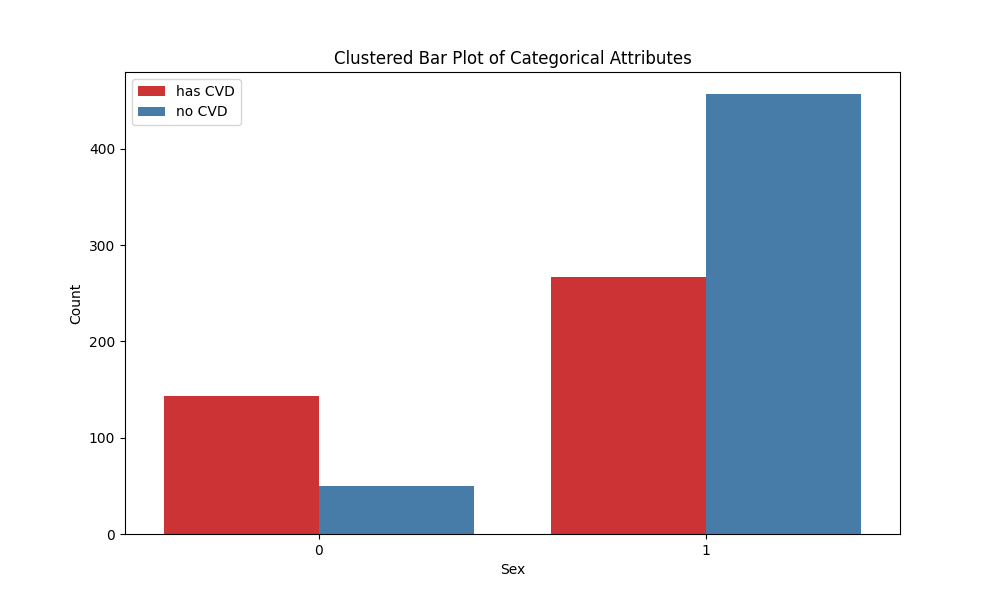 Clustered Bar Plot of Categorical Attributes
has CVD
no CVD
400
300
200
100
0
Count
0 1
Sex